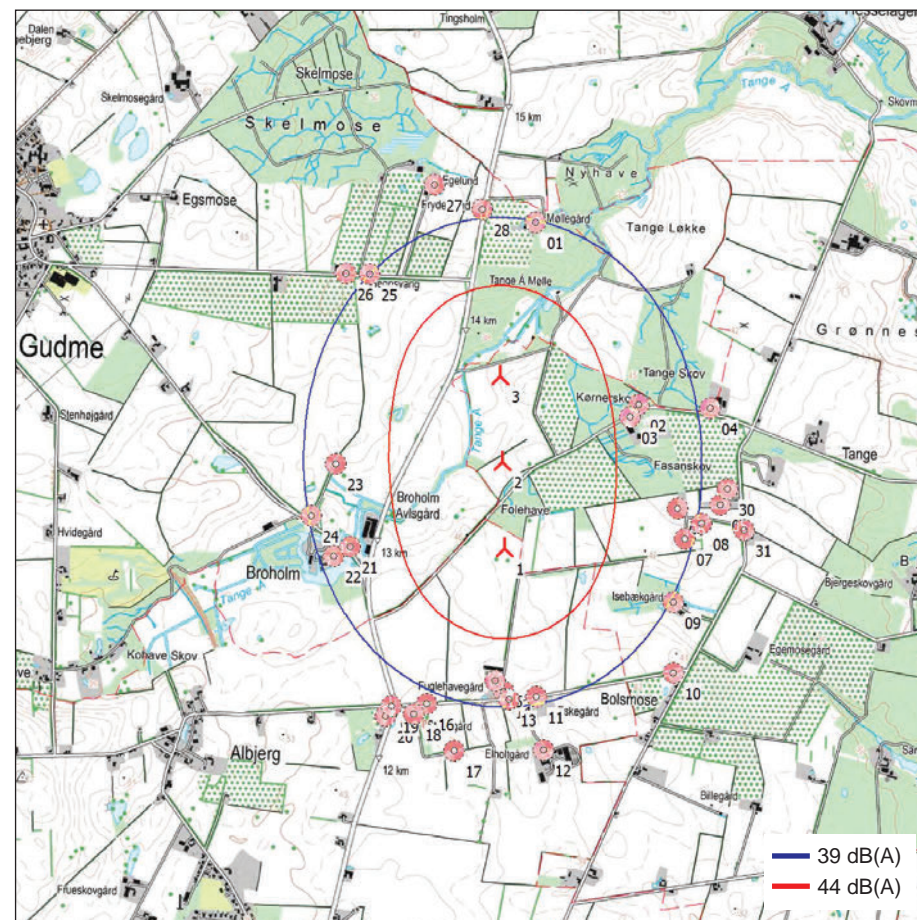 Dalen
Tingsholm
Skelmosegård
Skelmose
Skelmose
Tange Å
15 km
Skovm
Egelund
Nyhave
Egsmose
27
28
Møllegård
01
Tange Løkke
26
25
Tange Å Mølle
14 km
Gudme
Grønnes
Tange Skov
3
Kørnersko
Stenhøjgård
02
03
04
Tange Å
Tange
Fasanskov
23
2
Broholm
Avlsgård
Folehave
30
Hvidegård
24
13 km
08
31
21
22
07
1
Broholm
B
Bjergeskovgård
Tange Å
Isebækgård
09
Egemosegård
Kohave Skov
Fuglehavegård
10
Bolsmose
13
11
19
16
20
18
17
Elholtgård
12
Albjerg
12 km
Billegård
Frueskovgård
39 dB(A)
44 dB(A)